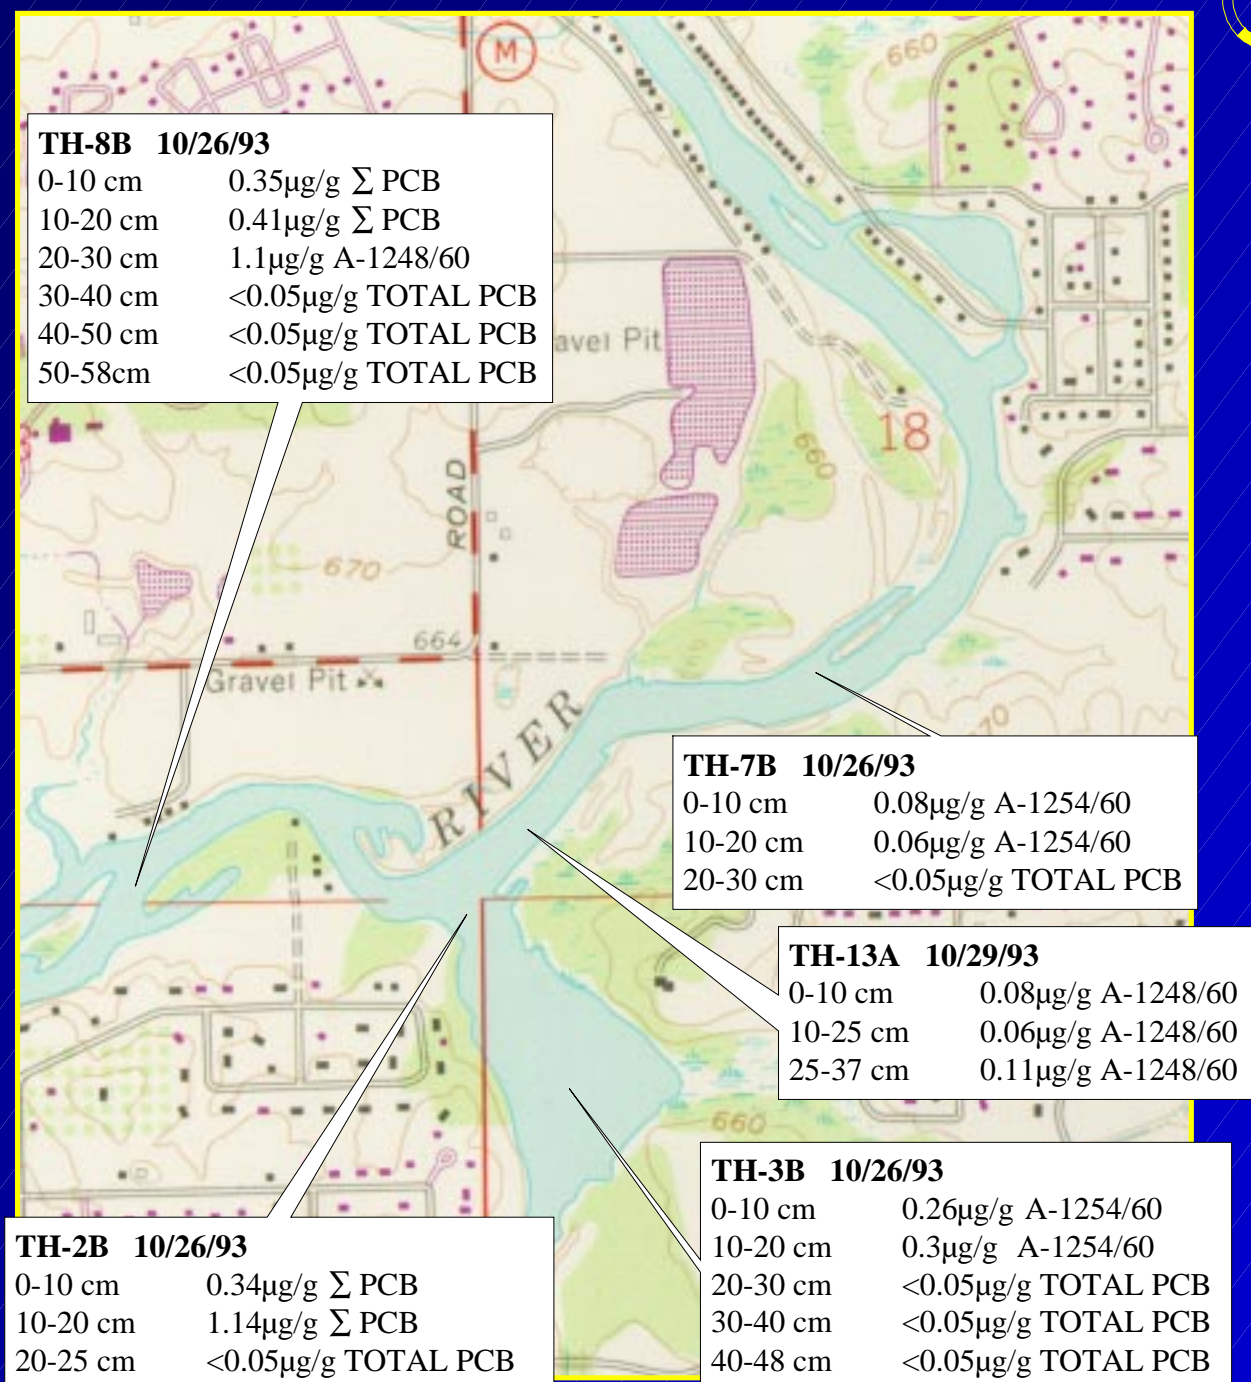 M
660
TH-8B 10/26/93
0-10 cm 0.35µg/g ∑ PCB
10-20 cm 0.41µg/g ∑ PCB
20-30 cm 1.1µg/g A-1248/60
30-40 cm <0.05µg/g TOTAL PCB
40-50 cm <0.05µg/g TOTAL PCB
50-58cm <0.05µg/g TOTAL PCB
avel Pit
18
660
ROAD
670
664
Gravel Pit
RIVER
70
TH-7B 10/26/93
0-10 cm 0.08µg/g A-1254/60
10-20 cm 0.06µg/g A-1254/60
20-30 cm <0.05µg/g TOTAL PCB
TH-13A 10/29/93
0-10 cm 0.08µg/g A-1248/60
10-25 cm 0.06µg/g A-1248/60
25-37 cm 0.11µg/g A-1248/60
660
TH-3B 10/26/93
0-10 cm 0.26µg/g A-1254/60
10-20 cm 0.3µg/g A-1254/60
20-30 cm <0.05µg/g TOTAL PCB
30-40 cm <0.05µg/g TOTAL PCB
40-48 cm <0.05µg/g TOTAL PCB
TH-2B 10/26/93
0-10 cm 0.34µg/g ∑ PCB
10-20 cm 1.14µg/g ∑ PCB
20-25 cm <0.05µg/g TOTAL PCB